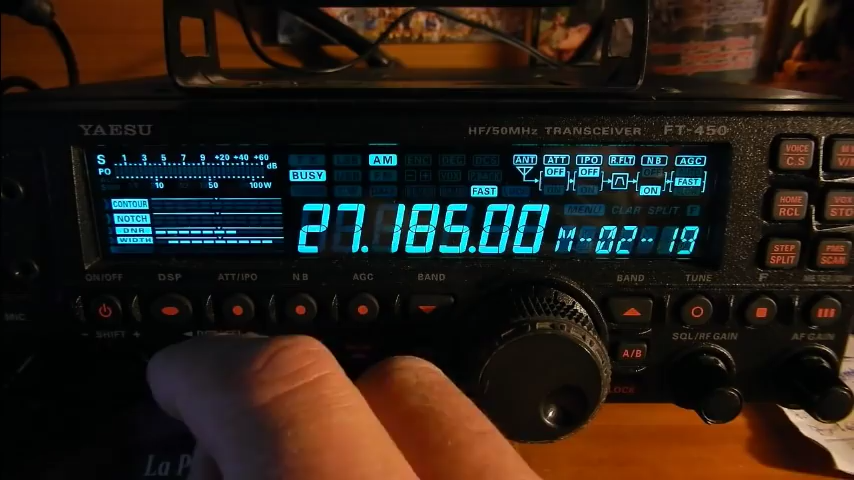 YAESU
HF/50MHz TRANSCEIVER FT-450
S 1 3 5 7 9 +20 +40 +60 dB
PO
10 50 100W
AM
BUSY
FAST
ANT ATT IPO R.FLT NB AGC
OFF OFF
ON FAST
CONTOUR
NOTCH
DNR
WIDTH
MENU CLAR SPLIT F
27.185.00 M-02-19
VOICE
C.S
HOME
RCL
STEP
SPLIT
PMS
SCAN
VOX
ON/OFF DSP ATT/IPO NB AGC BAND
BAND TUNE F
- SHIFT +
A/B
LOCK
SQL/RF GAIN AF GAIN
La P